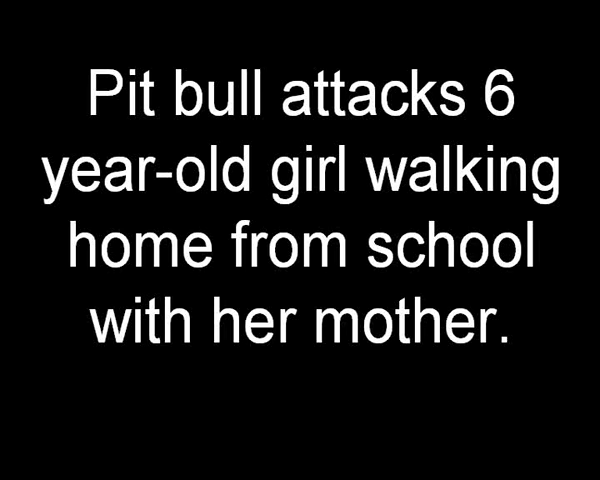 Pit bull attacks 6
year-old girl walking
home from school
with her mother.